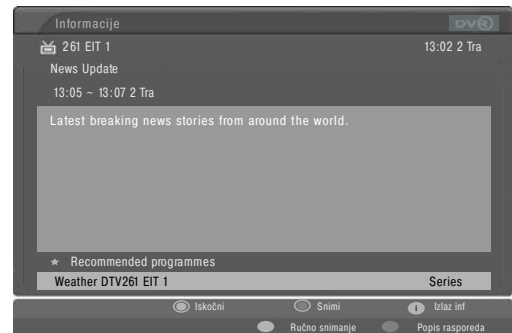 Informacije DVR
261 EIT 1 13:02 2 Tra
News Update
13:05 ~ 13:07 2 Tra
Latest breaking news stories from around the world.
★ Recommended programmes
Weather DTV261 EIT 1 Series
Iskočni Snimi i Izlaz inf
Ručno snimanje Popis rasporeda